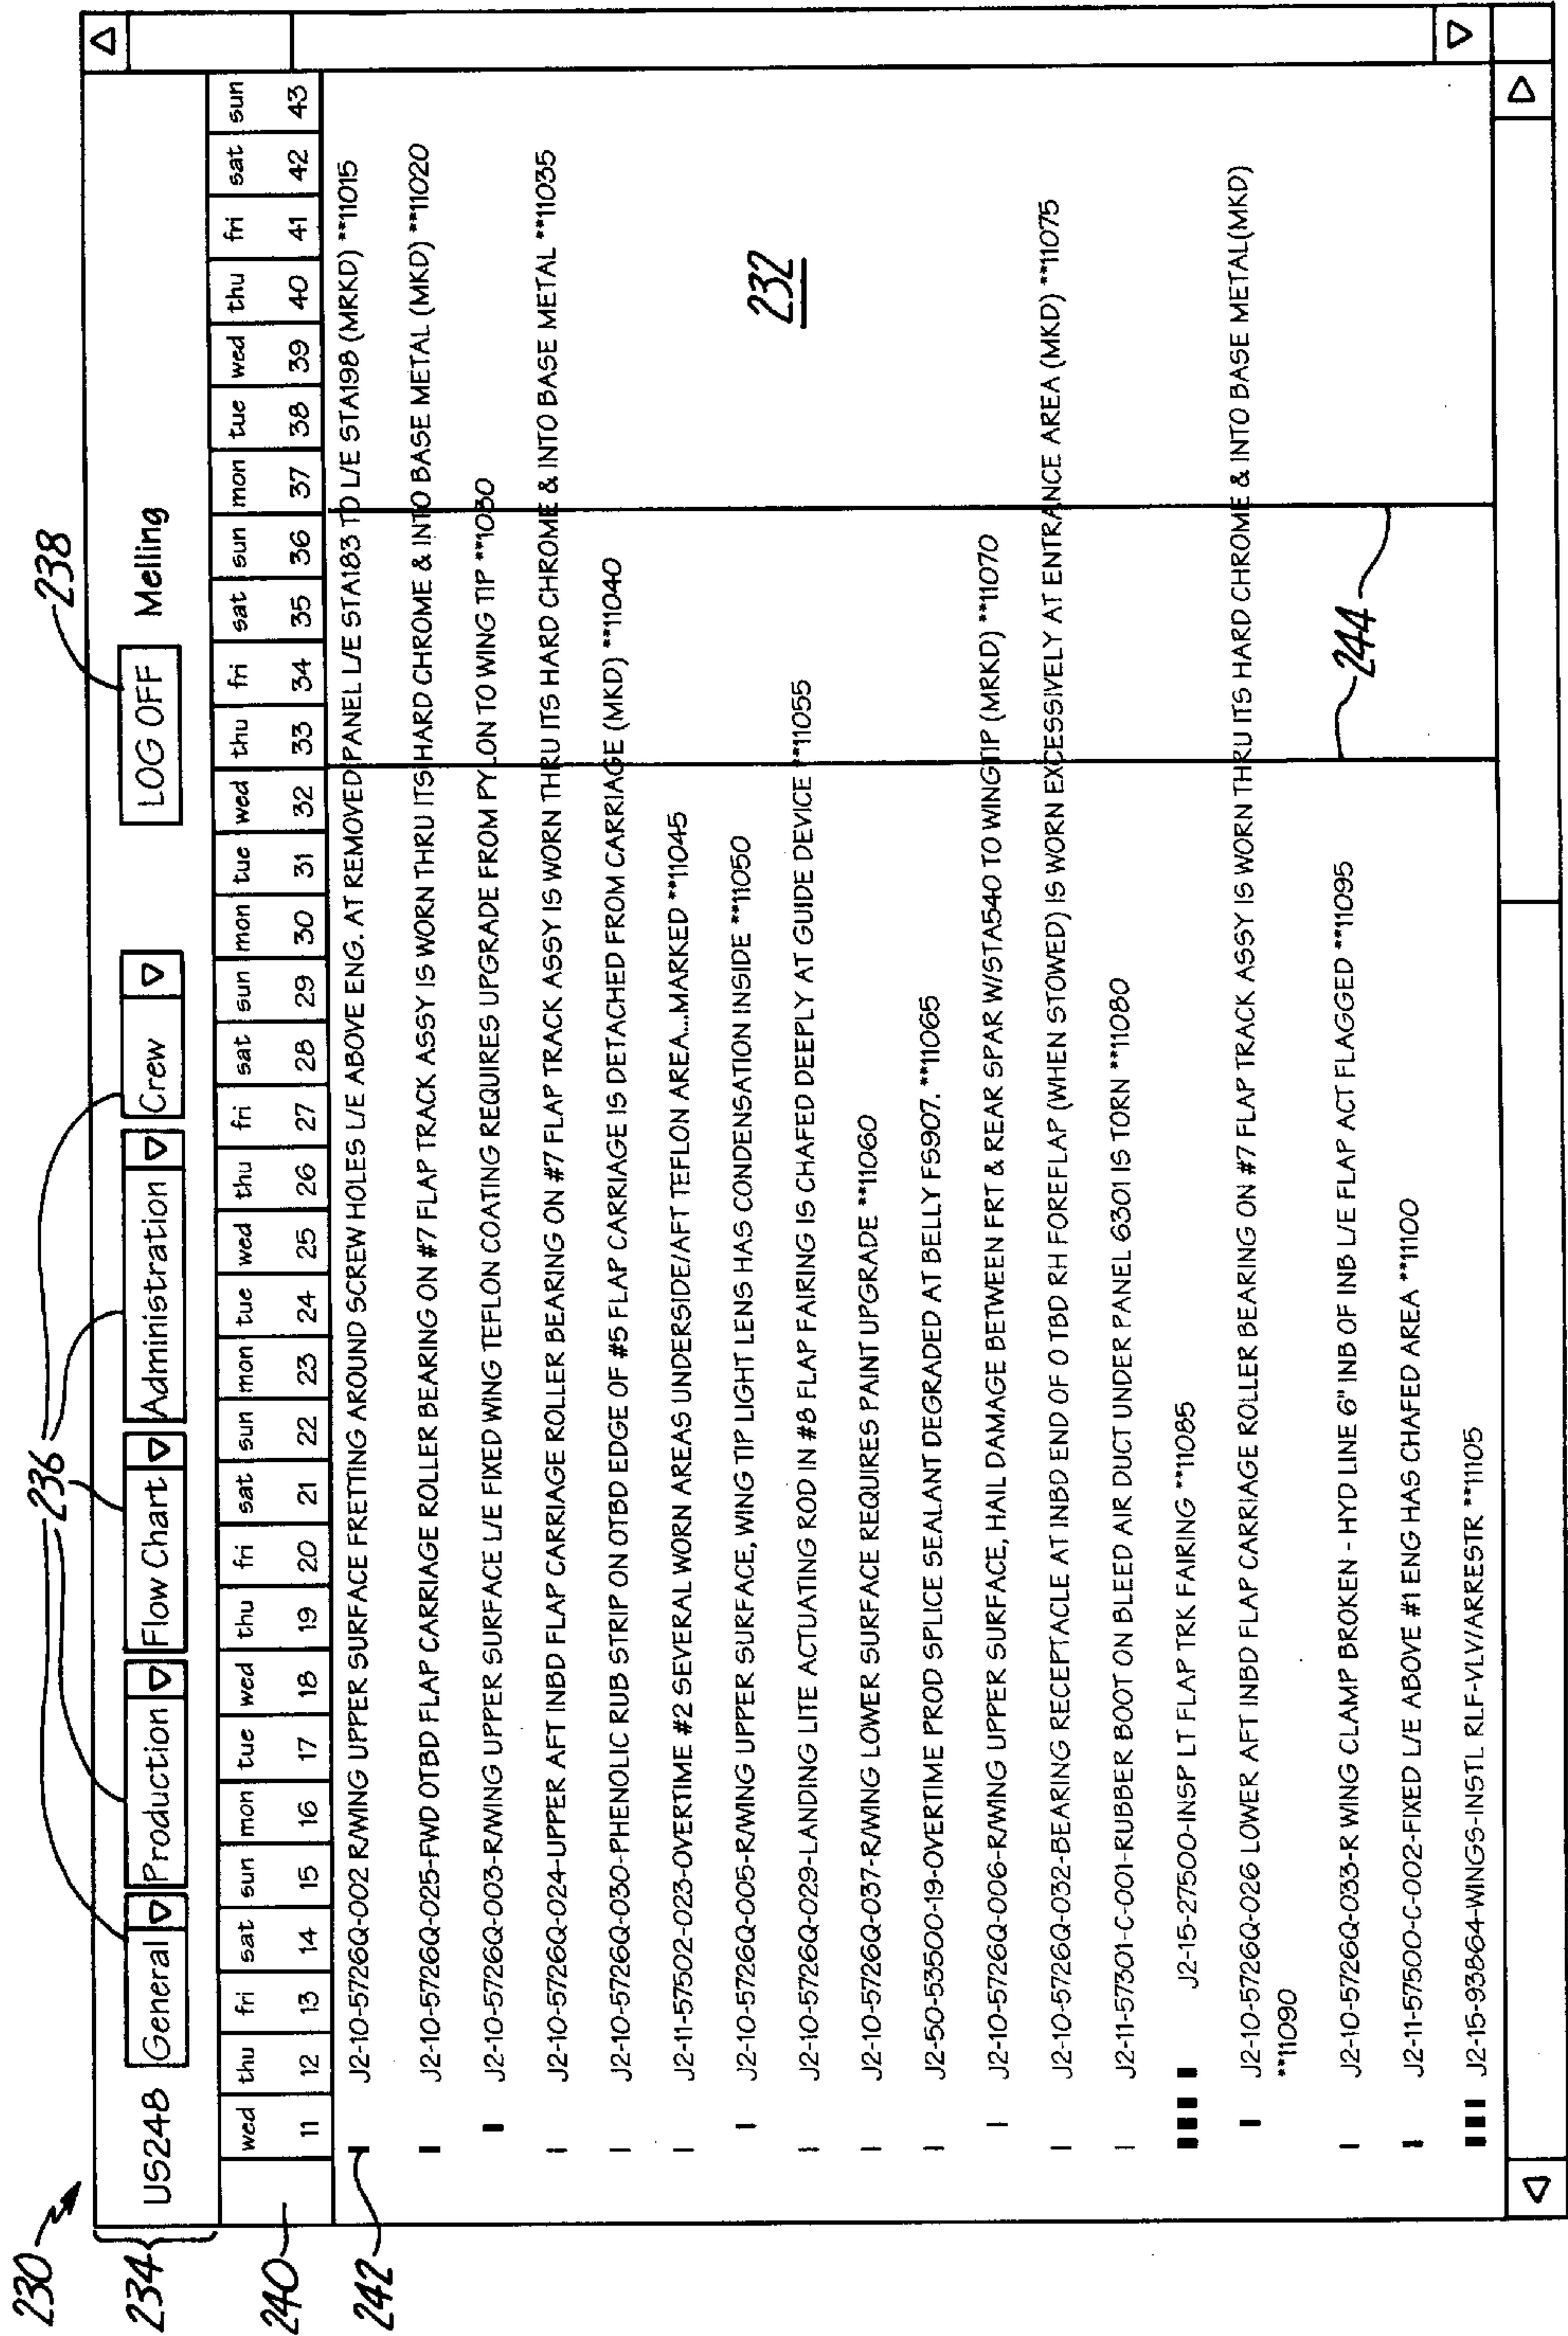 230
234
236
238
US248 General Production Flow Chart Administration Crew LOG OFF Melling
240
wed thu fri sat sun mon tue wed thu fri sat sun mon tue wed thu fri sat sun mon tue wed thu fri sat sun mon tue wed thu fri sat sun
11 12 13 14 15 16 17 18 19 20 21 22 23 24 25 26 27 28 29 30 31 32 33 34 35 36 37 38 39 40 41 42 43
242
J2-10-5726Q-002 R/WING UPPER SURFACE FRETTING AROUND SCREW HOLES L/E ABOVE ENG. AT REMOVED PANEL L/E STA183 TO L/E STA198 (MRKD) **11015
J2-10-5726Q-025-FWD OTBD FLAP CARRIAGE ROLLER BEARING ON #7 FLAP TRACK ASSY IS WORN THRU ITS HARD CHROME & INTO BASE METAL (MKD) **11020
J2-10-5726Q-003-R/WING UPPER SURFACE L/E FIXED WING TEFLON COATING REQUIRES UPGRADE FROM PYLON TO WING TIP **11030
J2-10-5726Q-024-UPPER AFT INBD FLAP CARRIAGE ROLLER BEARING ON #7 FLAP TRACK ASSY IS WORN THRU ITS HARD CHROME & INTO BASE METAL **11035
J2-10-5726Q-030-PHENOLIC RUB STRIP ON OTBD EDGE OF #5 FLAP CARRIAGE IS DETACHED FROM CARRIAGE (MKD) **11040
J2-11-57502-023-OVERTIME #2 SEVERAL WORN AREAS UNDERSIDE/AFT TEFLON AREA...MARKED **11045
J2-10-5726Q-005-R/WING UPPER SURFACE, WING TIP LIGHT LENS HAS CONDENSATION INSIDE **11050
232
J2-10-5726Q-029-LANDING LITE ACTUATING ROD IN #8 FLAP FAIRING IS CHAFED DEEPLY AT GUIDE DEVICE **11055
J2-10-5726Q-037-R/WING LOWER SURFACE REQUIRES PAINT UPGRADE **11060
J2-50-53500-19-OVERTIME PROD SPLICE SEALANT DEGRADED AT BELLY FS907. **11065
J2-10-5726Q-006-R/WING UPPER SURFACE, HAIL DAMAGE BETWEEN FRT & REAR SPAR W/STA540 TO WINGTIP (MRKD) **11070
J2-10-5726Q-032-BEARING RECEPTACLE AT INBD END OF O TBD RH FOREFLAP (WHEN STOWED) IS WORN EXCESSIVELY AT ENTRANCE AREA (MKD) **11075
J2-11-57301-C-001-RUBBER BOOT ON BLEED AIR DUCT UNDER PANEL 6301 IS TORN **11080
J2-15-27500-INSP LT FLAP TRK FAIRING **11085
J2-10-5726Q-026 LOWER AFT INBD FLAP CARRIAGE ROLLER BEARING ON #7 FLAP TRACK ASSY IS WORN THRU ITS HARD CHROME & INTO BASE METAL(MKD)
**11090
J2-10-5726Q-033-R WING CLAMP BROKEN - HYD LINE 6" INB OF INB L/E FLAP ACT FLAGGED **11095
244
J2-11-57500-C-002-FIXED L/E ABOVE #1 ENG HAS CHAFED AREA **11100
J2-15-93864-WINGS-INSTL RLF-VLV/ARRESTR **11105